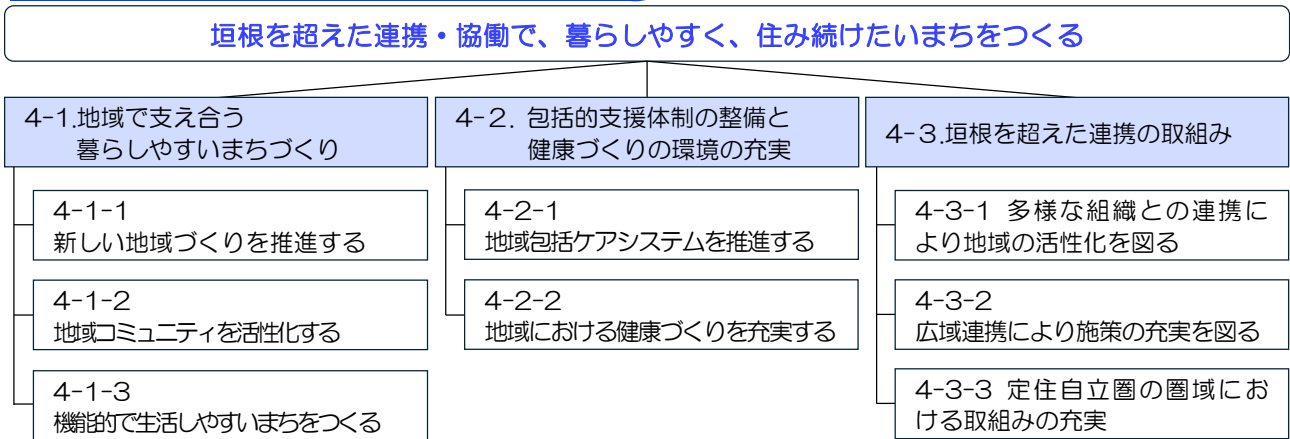 垣根を超えた連携・協働で、暮らしやすく、住み続けたいまちをつくる
4-1.地域で支え合う
暮らしやすいまちづくり
4-1-1
新しい地域づくりを推進する
4-1-2
地域コミュニティを活性化する
4-1-3
機能的で生活しやすいまちをつくる
4-2. 包括的支援体制の整備と
健康づくりの環境の充実
4-2-1
地域包括ケアシステムを推進する
4-2-2
地域における健康づくりを充実する
4-3.垣根を超えた連携の取組み
4-3-1 多様な組織との連携に
より地域の活性化を図る
4-3-2
広域連携により施策の充実を図る
4-3-3 定住自立圏の圏域にお
ける取組みの充実